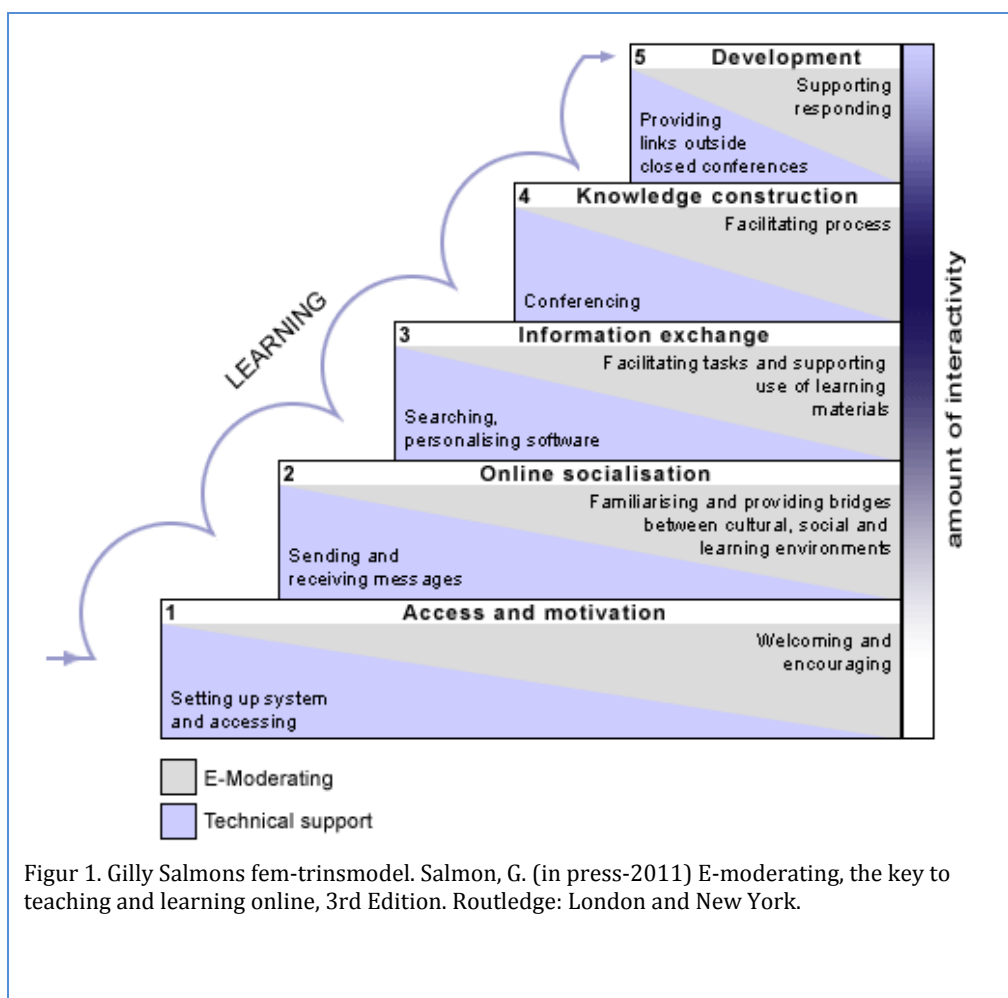 5 Development
Supporting
responding
Providing
links outside
closed conferences
4 Knowledge construction
Facilitating process
Conferencing
3 Information exchange
Facilitating tasks and supporting
use of learning
materials
Searching,
personalising software
2 Online socialisation
Familiarising and providing bridges
between cultural, social and
learning environments
Sending and
receiving messages
1 Access and motivation
Welcoming and
encouraging
Setting up system
and accessing
LEARNING
amount of interactivity
E-Moderating
Technical support
Figur 1. Gilly Salmons fem-trinsmodel. Salmon, G. (in press-2011) E-moderating, the key to
teaching and learning online, 3rd Edition. Routledge: London and New York.